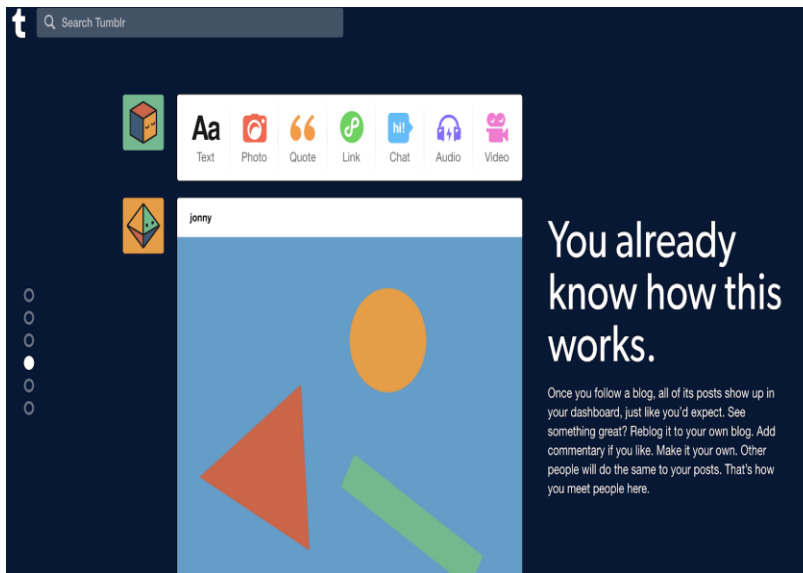 t
Search Tumblr
Aa
hi!
Text Photo Quote Link Chat Audio Video
jonny
You already
know how this
works.
Once you follow a blog, all of its posts show up in
your dashboard, just like you’d expect. See
something great? Reblog it to your own blog. Add
commentary if you like. Make it your own. Other
people will do the same to your posts. That’s how
you meet people here.